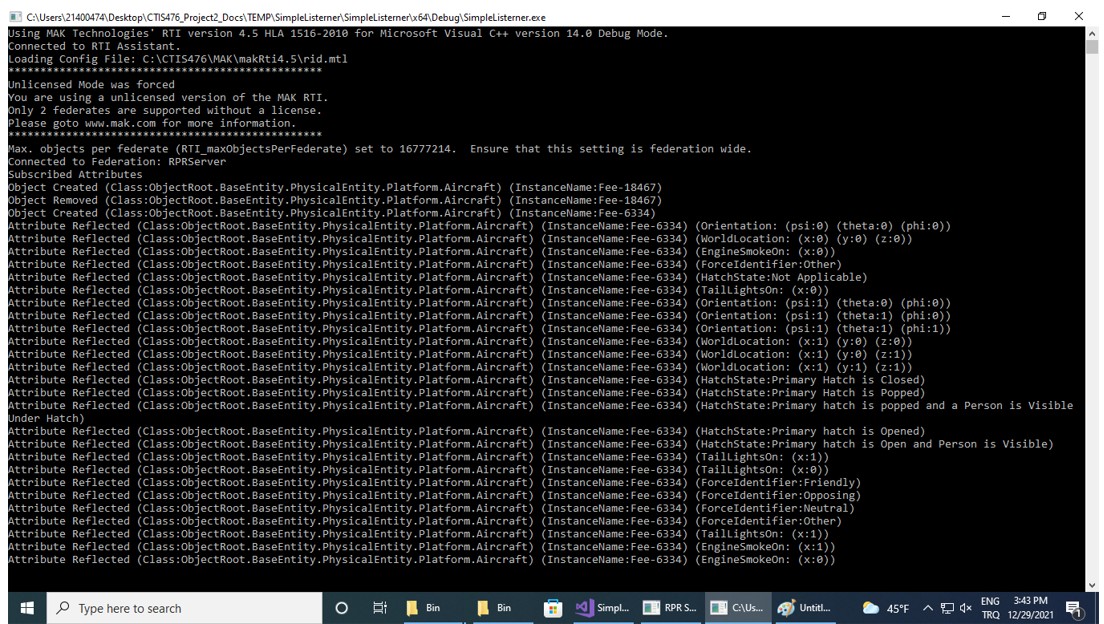 C:\Users\21400474\Desktop\CTIS476_Project2_Docs\TEMP\SimpleListerner\SimpleListerner\x64\Debug\SimpleListerner.exe
Using MAK Technologies' RTI version 4.5 HLA 1516-2010 for Microsoft Visual C++ version 14.0 Debug Mode.
Connected to RTI Assistant.
Loading Config File: C:\CTIS476\MAK\makRti4.5\rid.mtl
*************************************************
Unlicensed Mode was forced
You are using a unlicensed version of the MAK RTI.
Only 2 federates are supported without a license.
Please goto www.mak.com for more information.
*************************************************
Max. objects per federate (RTI_maxObjectsPerFederate) set to 16777214.  Ensure that this setting is federation wide.
Connected to Federation: RPRServer
Subscribed Attributes
Object Created (Class:ObjectRoot.BaseEntity.PhysicalEntity.Platform.Aircraft) (InstanceName:Fee-18467)
Object Removed (Class:ObjectRoot.BaseEntity.PhysicalEntity.Platform.Aircraft) (InstanceName:Fee-18467)
Object Created (Class:ObjectRoot.BaseEntity.PhysicalEntity.Platform.Aircraft) (InstanceName:Fee-6334)
Attribute Reflected (Class:ObjectRoot.BaseEntity.PhysicalEntity.Platform.Aircraft) (InstanceName:Fee-6334) (Orientation: (psi:0) (theta:0) (phi:0))
Attribute Reflected (Class:ObjectRoot.BaseEntity.PhysicalEntity.Platform.Aircraft) (InstanceName:Fee-6334) (WorldLocation: (x:0) (y:0) (z:0))
Attribute Reflected (Class:ObjectRoot.BaseEntity.PhysicalEntity.Platform.Aircraft) (InstanceName:Fee-6334) (EngineSmokeOn: (x:0))
Attribute Reflected (Class:ObjectRoot.BaseEntity.PhysicalEntity.Platform.Aircraft) (InstanceName:Fee-6334) (ForceIdentifier:Other)
Attribute Reflected (Class:ObjectRoot.BaseEntity.PhysicalEntity.Platform.Aircraft) (InstanceName:Fee-6334) (HatchState:Not Applicable)
Attribute Reflected (Class:ObjectRoot.BaseEntity.PhysicalEntity.Platform.Aircraft) (InstanceName:Fee-6334) (TailLightsOn: (x:0))
Attribute Reflected (Class:ObjectRoot.BaseEntity.PhysicalEntity.Platform.Aircraft) (InstanceName:Fee-6334) (Orientation: (psi:1) (theta:0) (phi:0))
Attribute Reflected (Class:ObjectRoot.BaseEntity.PhysicalEntity.Platform.Aircraft) (InstanceName:Fee-6334) (Orientation: (psi:1) (theta:1) (phi:0))
Attribute Reflected (Class:ObjectRoot.BaseEntity.PhysicalEntity.Platform.Aircraft) (InstanceName:Fee-6334) (Orientation: (psi:1) (theta:1) (phi:1))
Attribute Reflected (Class:ObjectRoot.BaseEntity.PhysicalEntity.Platform.Aircraft) (InstanceName:Fee-6334) (WorldLocation: (x:1) (y:0) (z:0))
Attribute Reflected (Class:ObjectRoot.BaseEntity.PhysicalEntity.Platform.Aircraft) (InstanceName:Fee-6334) (WorldLocation: (x:1) (y:0) (z:1))
Attribute Reflected (Class:ObjectRoot.BaseEntity.PhysicalEntity.Platform.Aircraft) (InstanceName:Fee-6334) (WorldLocation: (x:1) (y:1) (z:1))
Attribute Reflected (Class:ObjectRoot.BaseEntity.PhysicalEntity.Platform.Aircraft) (InstanceName:Fee-6334) (HatchState:Primary Hatch is Closed)
Attribute Reflected (Class:ObjectRoot.BaseEntity.PhysicalEntity.Platform.Aircraft) (InstanceName:Fee-6334) (HatchState:Primary Hatch is Popped)
Attribute Reflected (Class:ObjectRoot.BaseEntity.PhysicalEntity.Platform.Aircraft) (InstanceName:Fee-6334) (HatchState:Primary hatch is popped and a Person is Visible
Under Hatch)
Attribute Reflected (Class:ObjectRoot.BaseEntity.PhysicalEntity.Platform.Aircraft) (InstanceName:Fee-6334) (HatchState:Primary hatch is Opened)
Attribute Reflected (Class:ObjectRoot.BaseEntity.PhysicalEntity.Platform.Aircraft) (InstanceName:Fee-6334) (HatchState:Primary hatch is Open and Person is Visible)
Attribute Reflected (Class:ObjectRoot.BaseEntity.PhysicalEntity.Platform.Aircraft) (InstanceName:Fee-6334) (TailLightsOn: (x:1))
Attribute Reflected (Class:ObjectRoot.BaseEntity.PhysicalEntity.Platform.Aircraft) (InstanceName:Fee-6334) (TailLightsOn: (x:0))
Attribute Reflected (Class:ObjectRoot.BaseEntity.PhysicalEntity.Platform.Aircraft) (InstanceName:Fee-6334) (ForceIdentifier:Friendly)
Attribute Reflected (Class:ObjectRoot.BaseEntity.PhysicalEntity.Platform.Aircraft) (InstanceName:Fee-6334) (ForceIdentifier:Opposing)
Attribute Reflected (Class:ObjectRoot.BaseEntity.PhysicalEntity.Platform.Aircraft) (InstanceName:Fee-6334) (ForceIdentifier:Neutral)
Attribute Reflected (Class:ObjectRoot.BaseEntity.PhysicalEntity.Platform.Aircraft) (InstanceName:Fee-6334) (ForceIdentifier:Other)
Attribute Reflected (Class:ObjectRoot.BaseEntity.PhysicalEntity.Platform.Aircraft) (InstanceName:Fee-6334) (TailLightsOn: (x:1))
Attribute Reflected (Class:ObjectRoot.BaseEntity.PhysicalEntity.Platform.Aircraft) (InstanceName:Fee-6334) (EngineSmokeOn: (x:1))
Attribute Reflected (Class:ObjectRoot.BaseEntity.PhysicalEntity.Platform.Aircraft) (InstanceName:Fee-6334) (EngineSmokeOn: (x:0))
Type here to search
Bin
Bin
Simpl...
RPR S...
C:\Us...
Untitl...
45°F
ENG
TRQ
3:43 PM
12/29/2021
1